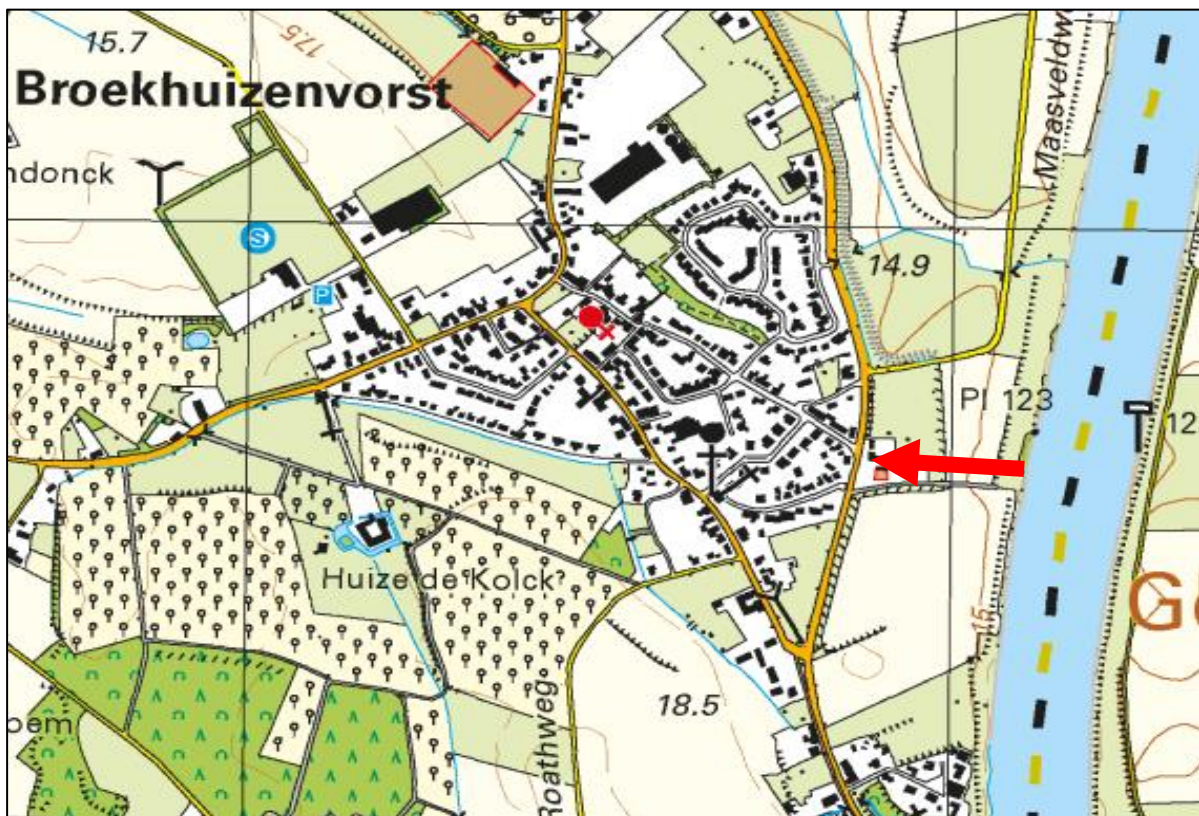 15.7
17.5
Broekhuizenvorst
Maasveldw
ndonck
S
14.9
P
Pl 123
12
Huize de Kolck
G
15
18.5
oem
Roathweg